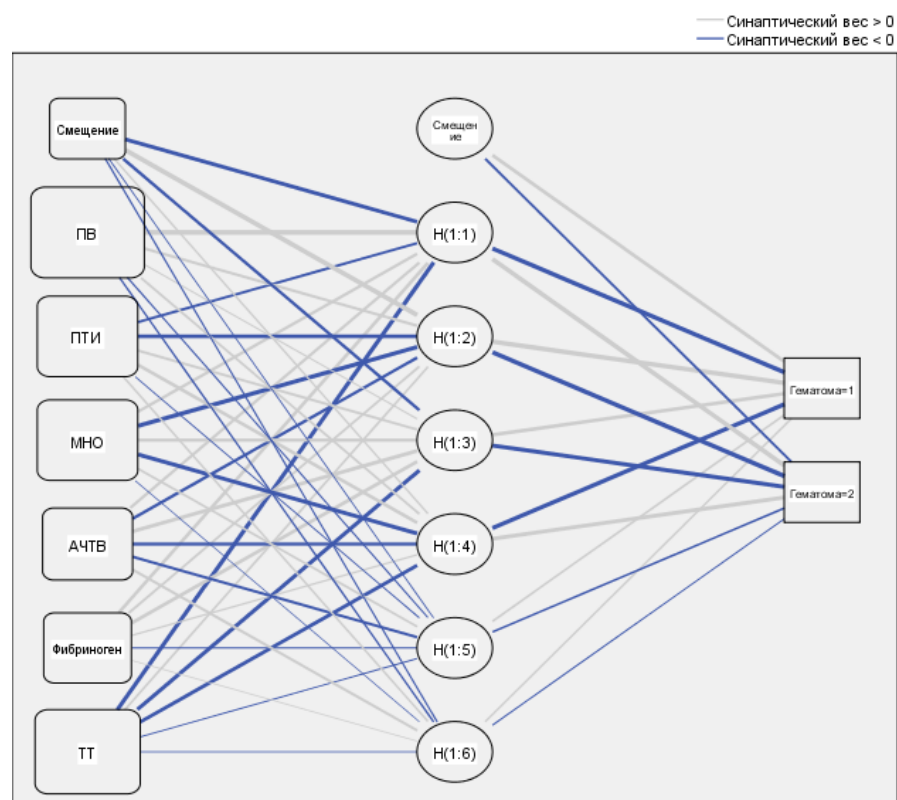 Синаптический вес > 0
Синаптический вес < 0
Смещение
Смещен
ие
ПВ
H(1:1)
ПТИ
H(1:2)
Гематома=1
МНО
H(1:3)
Гематома=2
АЧТВ
H(1:4)
Фибриноген
H(1:5)
ТТ
H(1:6)